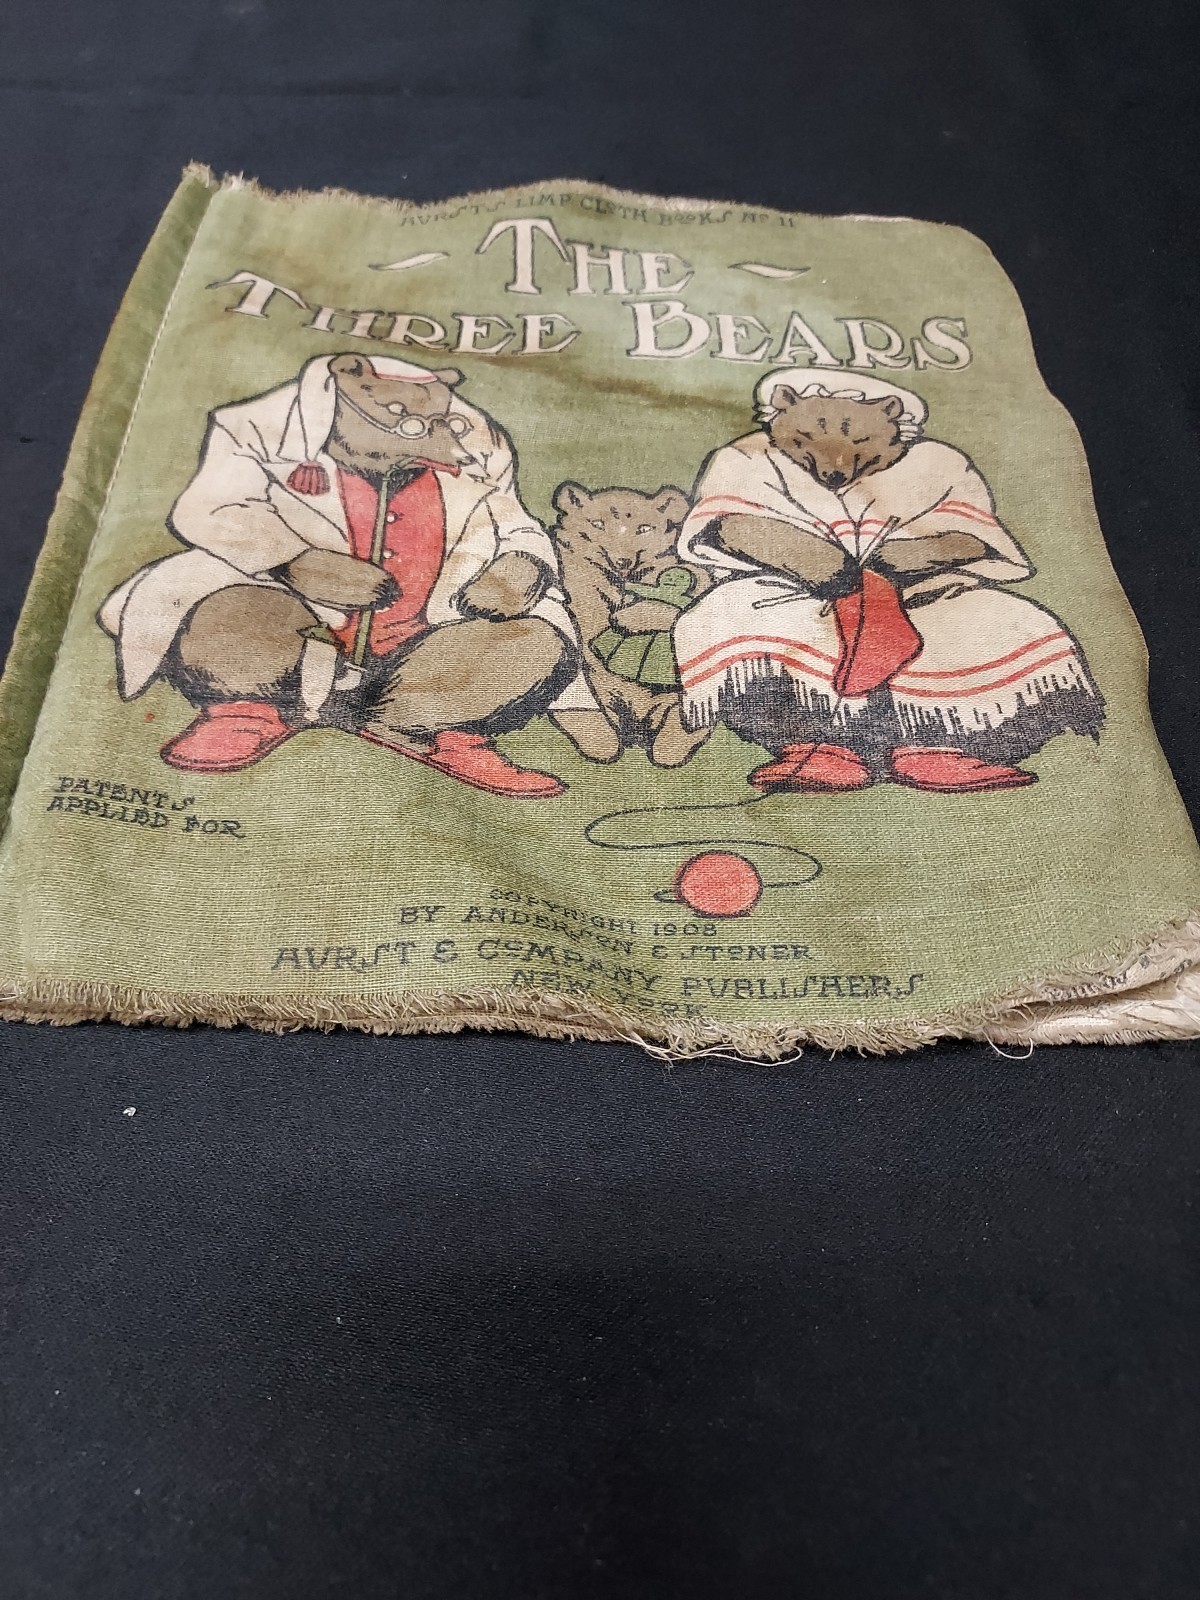 HURST'S LIMP CLOTH BOOKS No 11
THE
THREE BEARS
PATENTS
APPLIED FOR
COPYRIGHT 1908
BY ANDERSON & STONER
HURST & COMPANY PUBLISHERS
NEW YORK